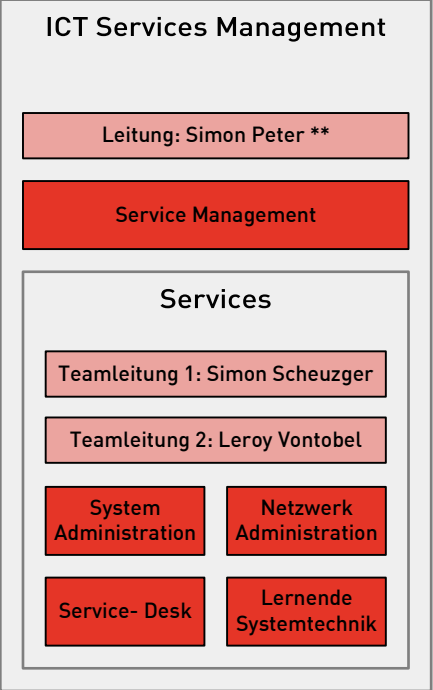 ICT Services Management
Leitung: Simon Peter **
Service Management
Services
Teamleitung 1: Simon Scheuzger
Teamleitung 2: Leroy Vontobel
System
Administration
Netzwerk
Administration
Service- Desk
Lernende
Systemtechnik